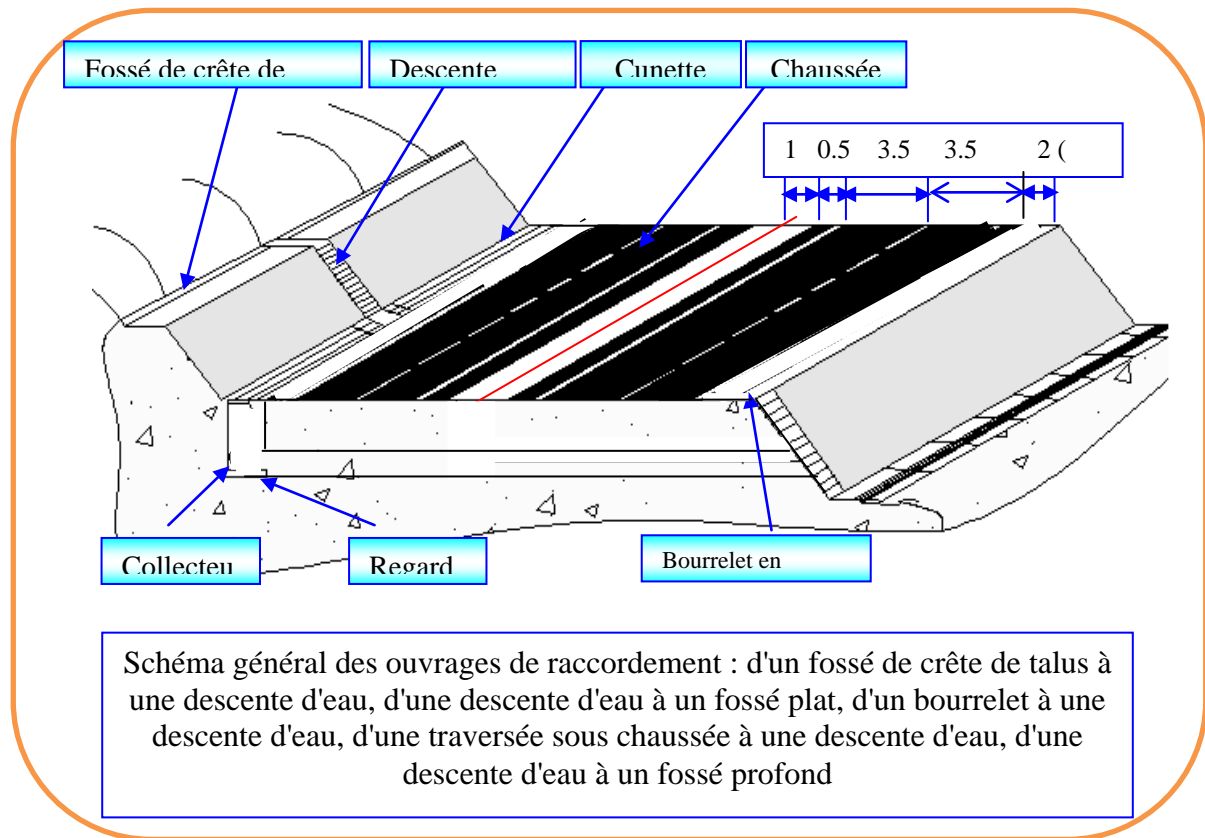 Fossé de crête de
Descente
Cunette
Chaussée
1 0.5 3.5 3.5 2 (
Collecteu
Regard
Bourrelet en
Schéma général des ouvrages de raccordement : d'un fossé de crête de talus à
une descente d'eau, d'une descente d'eau à un fossé plat, d'un bourrelet à une
descente d'eau, d'une traversée sous chaussée à une descente d'eau, d'une
descente d'eau à un fossé profond